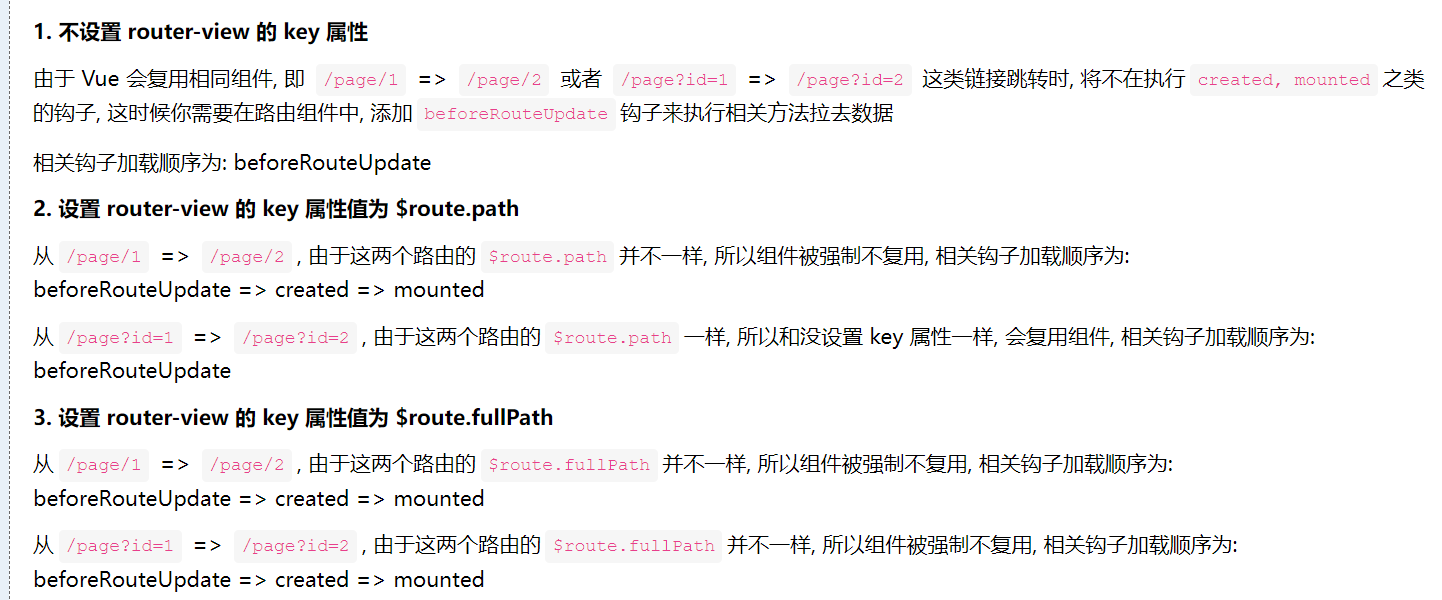 1. 不设置 router-view 的 key 属性
由于 Vue 会复用相同组件, 即 /page/1 => /page/2 或者 /page?id=1 => /page?id=2 这类链接跳转时, 将不在执行 created, mounted 之类
的钩子, 这时候你需要在路由组件中, 添加 beforeRouteUpdate 钩子来执行相关方法拉去数据
相关钩子加载顺序为: beforeRouteUpdate
2. 设置 router-view 的 key 属性值为 $route.path
从 /page/1 => /page/2 , 由于这两个路由的 $route.path 并不一样, 所以组件被强制不复用, 相关钩子加载顺序为:
beforeRouteUpdate => created => mounted
从 /page?id=1 => /page?id=2 , 由于这两个路由的 $route.path 一样, 所以和没设置 key 属性一样, 会复用组件, 相关钩子加载顺序为:
beforeRouteUpdate
3. 设置 router-view 的 key 属性值为 $route.fullPath
从 /page/1 => /page/2 , 由于这两个路由的 $route.fullPath 并不一样, 所以组件被强制不复用, 相关钩子加载顺序为:
beforeRouteUpdate => created => mounted
从 /page?id=1 => /page?id=2 , 由于这两个路由的 $route.fullPath 并不一样, 所以组件被强制不复用, 相关钩子加载顺序为:
beforeRouteUpdate => created => mounted